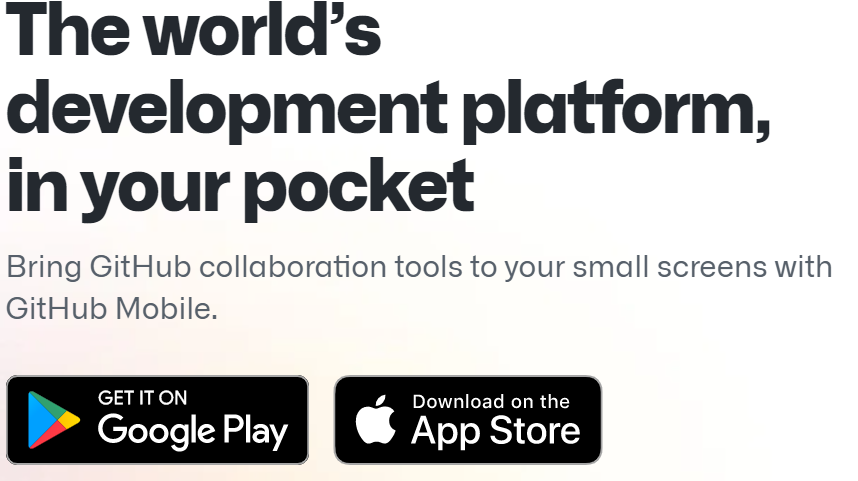 The world’s
development platform,
in your pocket
Bring GitHub collaboration tools to your small screens with
GitHub Mobile.
GET IT ON
Google Play
Download on the
App Store